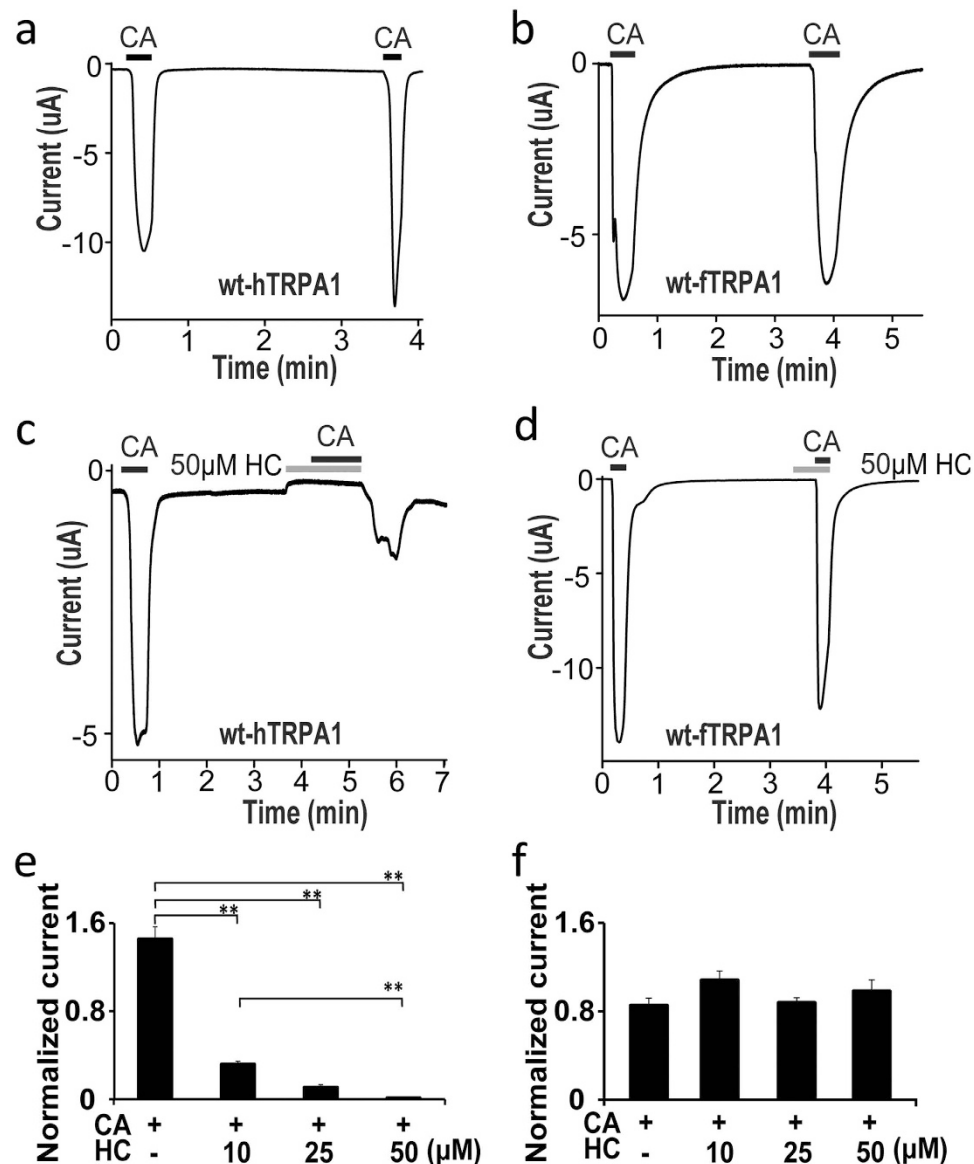 a
CA
CA
0
-5
-10
Current (uA)
wt-hTRPA1
0
1
2
3
4
Time (min)
b
CA
CA
0
-5
Current (uA)
wt-fTRPA1
0
1
2
3
4
5
Time (min)
c
CA
50µM HC
CA
0
-5
Current (uA)
wt-hTRPA1
0
1
2
3
4
5
6
7
Time (min)
d
CA
CA
50µM HC
0
-5
-10
Current (uA)
wt-fTRPA1
0
1
2
3
4
5
Time (min)
e
Normalized current
1.6
0.8
0
**
**
**
**
CA + + + +
HC - 10 25 50 (µM)
f
Normalized current
1.6
0.8
0
CA + + + +
HC - 10 25 50 (µM)